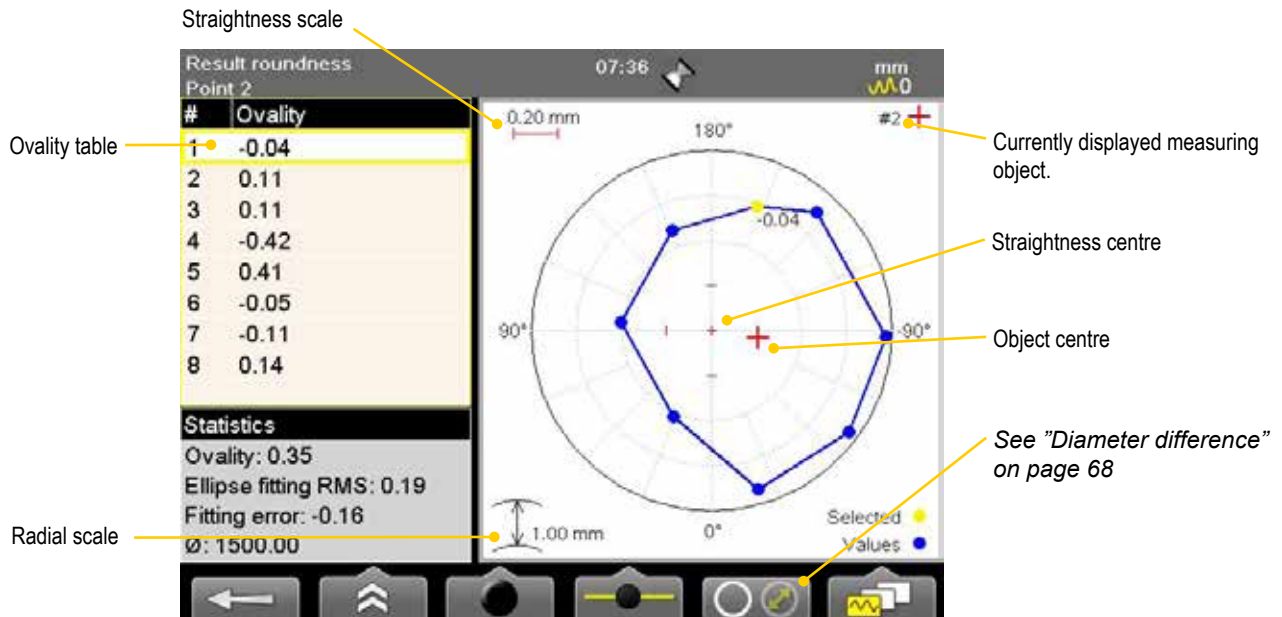 Straightness scale
Result roundness
Point 2
07:36
mm
0
# Ovality
1 -0.04
2 0.11
3 0.11
4 -0.42
5 0.41
6 -0.05
7 -0.11
8 0.14
Ovality table
Statistics
Ovality: 0.35
Ellipse fitting RMS: 0.19
Fitting error: -0.16
Ø: 1500.00
Radial scale
0.20 mm
180°
#2
-0.04
90°
-90°
0°
1.00 mm
Selected
Values
Currently displayed measuring
object.
Straightness centre
Object centre
See ”Diameter difference”
on page 68